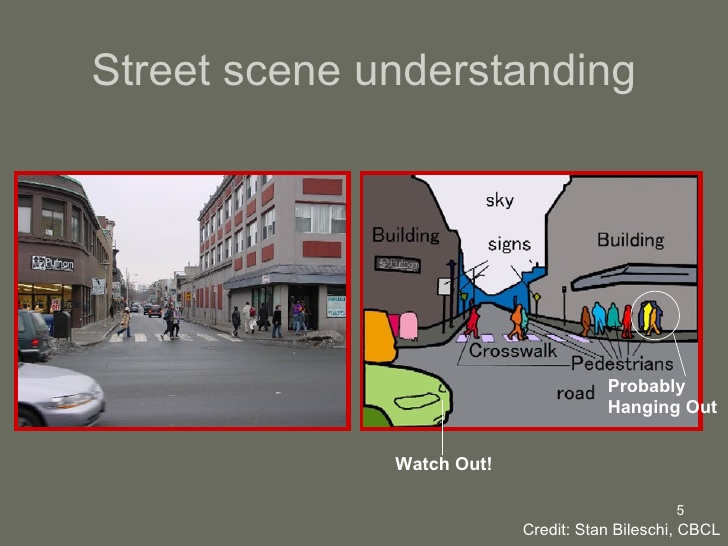 Street scene understanding
Putnam
sky
Building
signs
Building
Putnam
Crosswalk
Pedestrians
road
Probably
Hanging Out
Watch Out!
5
Credit: Stan Bileschi, CBCL